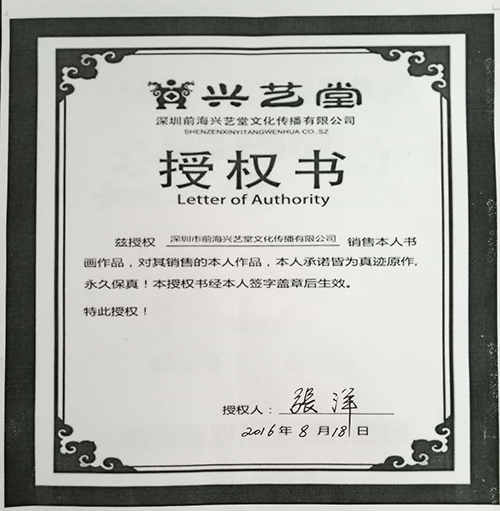 兴艺堂
深圳前海兴艺堂文化传播有限公司
SHENZENXINYITANGWENHUA CO.,SZ
授权书
Letter of Authority
兹授权 深圳市前海兴艺堂文化传播有限公司 销售本人书
画作品，对其销售的本人作品，本人承诺皆为真迹原作，
永久保真！本授权书经本人签字盖章后生效。
特此授权！
授权人：張洋
2016年8月18日